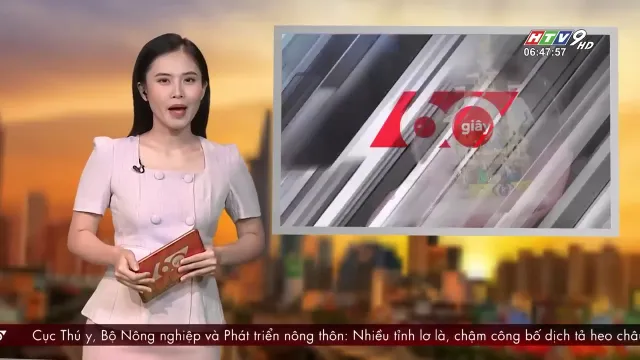 HTV9 HD
06:47:57
60 giây
Cục Thú y, Bộ Nông nghiệp và Phát triển nông thôn: Nhiều tỉnh lơ là, chậm công bố dịch tả heo châ